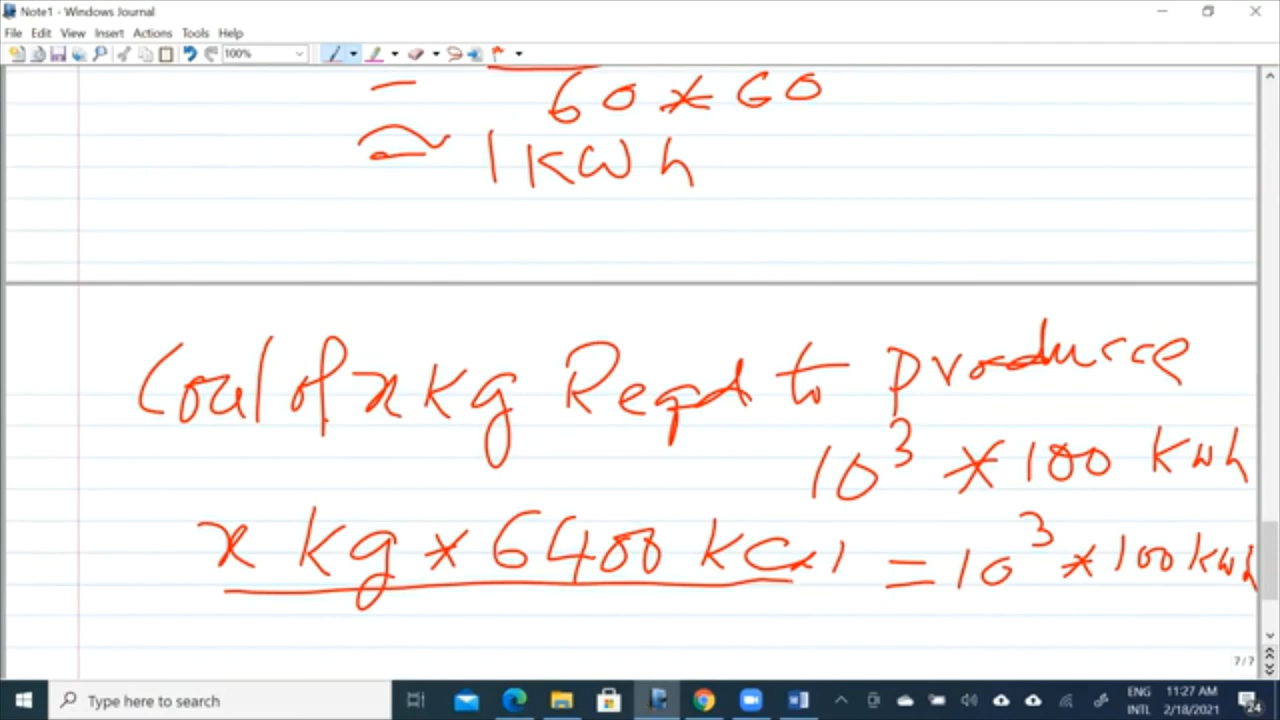 Note1 - Windows Journal
File Edit View Insert Actions Tools Help
100%
=
60 * 60
≅ 1 KWh
Coal of x kg Reqd to produce
10³ * 100 kwh
x kg * 6400 kcal = 10³ * 100 kwh
7/7
Type here to search
ENG 11:27 AM
INTL 2/18/2021
24